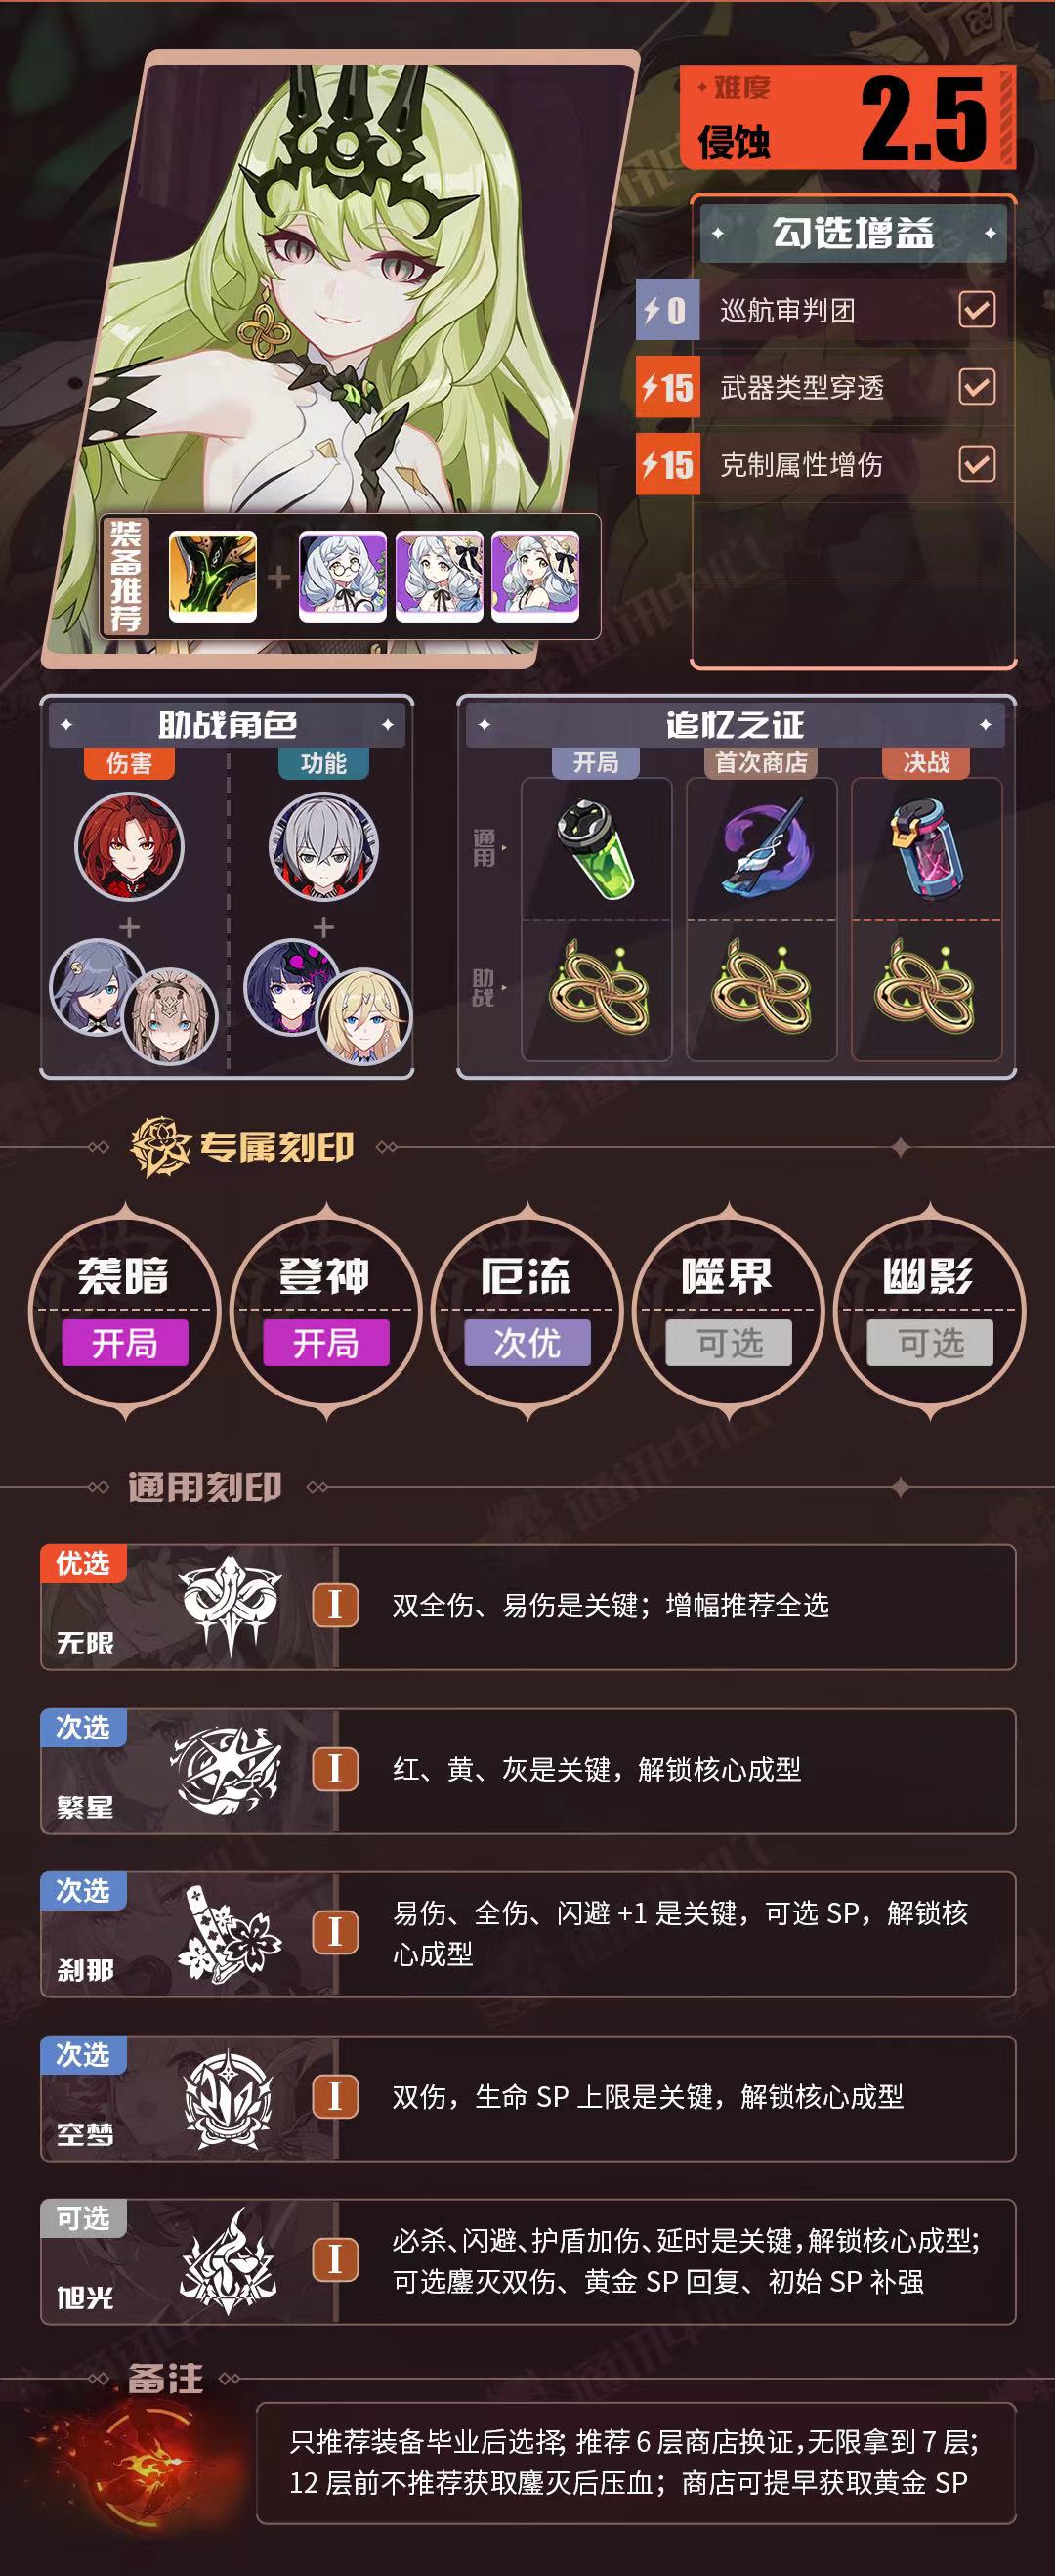 难度
侵蚀
2.5
勾选增益
0
巡航审判团
15
武器类型穿透
15
克制属性增伤
装备推荐
助战角色
伤害
功能
追忆之证
开局
首次商店
决战
通用
助战
专属刻印
袭暗
开局
登神
开局
厄流
次优
噬界
可选
幽影
可选
通用刻印
优选
无限
I
双全伤、易伤是关键；增幅推荐全选
次选
繁星
I
红、黄、灰是关键，解锁核心成型
次选
刹那
I
易伤、全伤、闪避 +1 是关键，可选 SP，解锁核
心成型
次选
空梦
I
双伤，生命 SP 上限是关键，解锁核心成型
可选
旭光
I
必杀、闪避、护盾加伤、延时是关键，解锁核心成型；
可选鏖灭双伤、黄金 SP 回复、初始 SP 补强
备注
只推荐装备毕业后选择；推荐 6 层商店换证，无限拿到 7 层；
12 层前不推荐获取鏖灭后压血；商店可提早获取黄金 SP